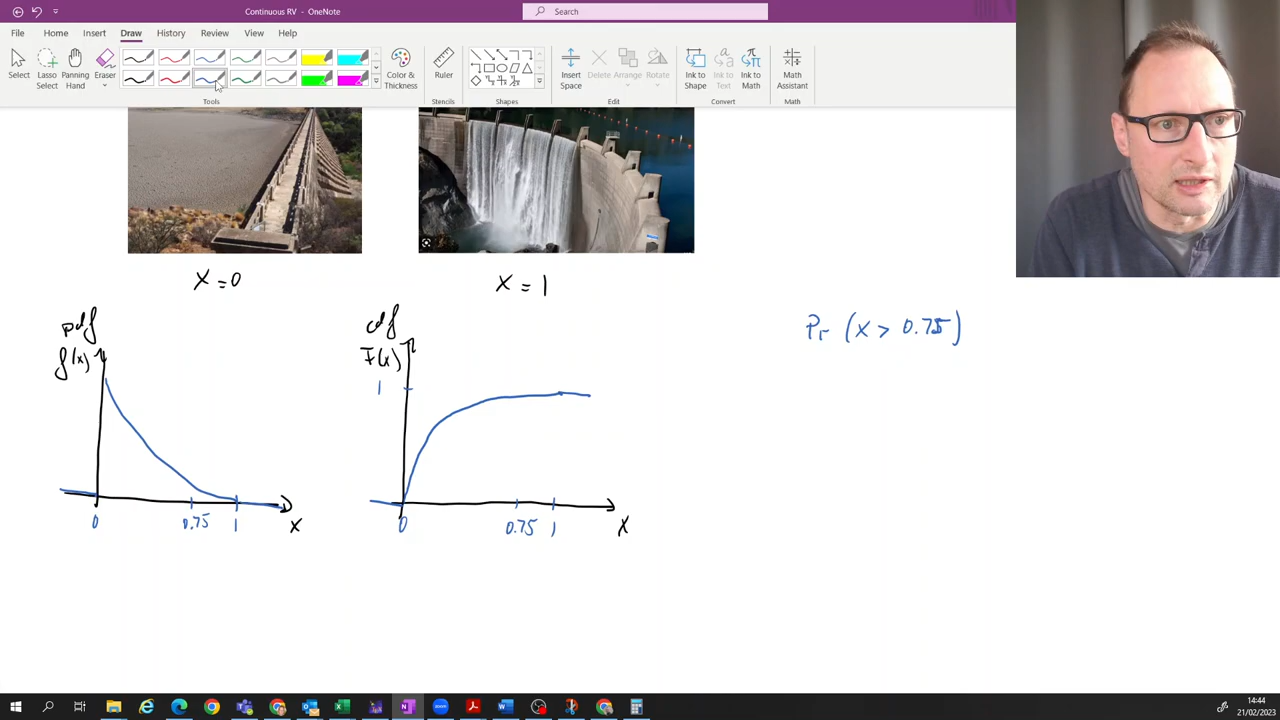 Continuous RV - OneNote
Search
File Home Insert Draw History Review View Help
Select
Lasso Select
Panning Hand
Eraser
Color & Thickness
Ruler
Insert Space
Delete
Arrange
Rotate
Ink to Shape
Ink to Text
Ink to Math
Math Assistant
Tools Stencils Shapes Edit Convert Math
X = 0
X = 1
pdf
f(x)
0 0.75 1 X
cdf
F(x)
1
0 0.75 1 X
Pr (X > 0.75)
14:44
21/02/2023